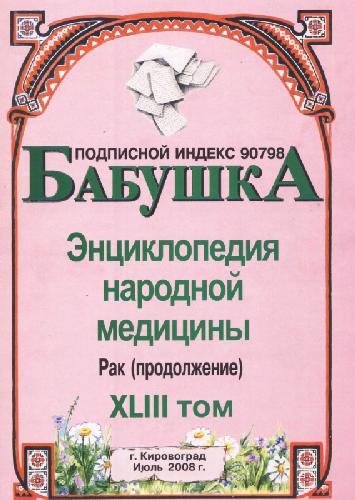 ПОДПИСНОЙ ИНДЕКС 90798
БАБУШКА
Энциклопедия
народной
медицины
Рак (продолжение)
XLIII том
г. Кировоград
Июль 2008 г.